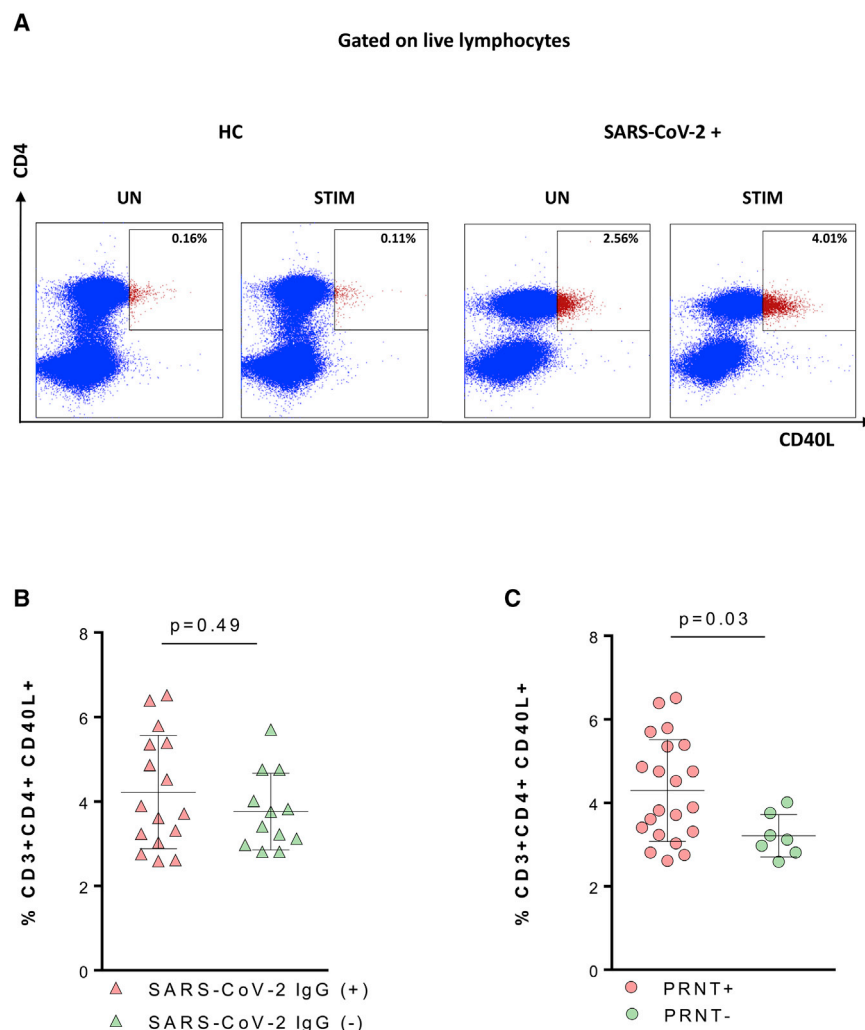 A
Gated on live lymphocytes
HC
SARS-CoV-2 +
CD4
UN
STIM
UN
STIM
0.16%
0.11%
2.56%
4.01%
CD40L
B
% CD3+CD4+ CD40L+
p=0.49
8
6
4
2
0
SARS-CoV-2 IgG (+)
SARS-CoV-2 IgG (-)
C
% CD3+CD4+ CD40L+
p=0.03
8
6
4
2
0
PRNT+
PRNT-